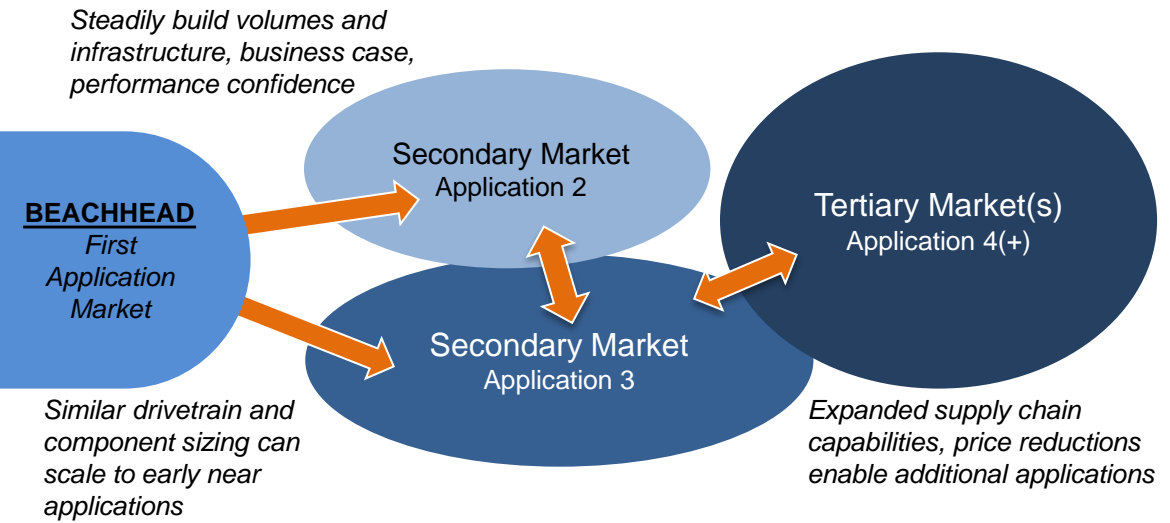 Steadily build volumes and
infrastructure, business case,
performance confidence
BEACHHEAD
First
Application
Market
Secondary Market
Application 2
Secondary Market
Application 3
Tertiary Market(s)
Application 4(+)
Similar drivetrain and
component sizing can
scale to early near
applications
Expanded supply chain
capabilities, price reductions
enable additional applications